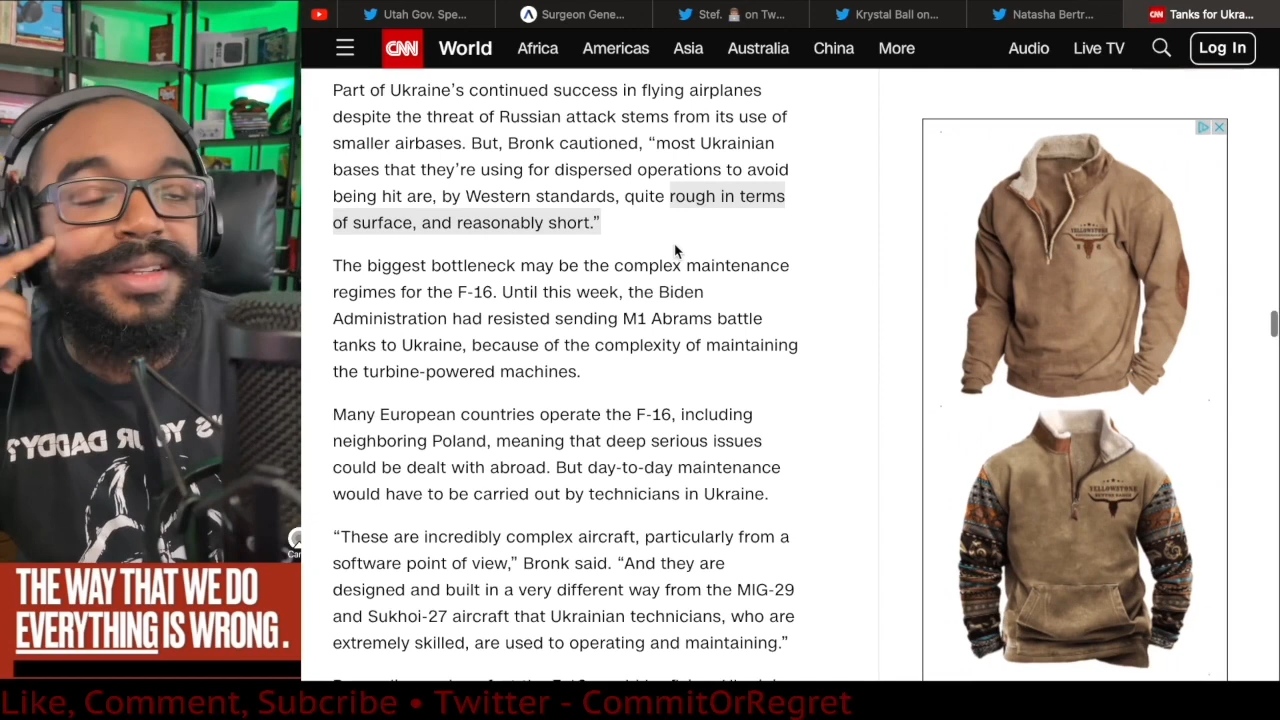 Utah Gov. Spe...
Surgeon Gene...
Stef. on Tw...
Krystal Ball on...
Natasha Bertr...
CNN Tanks for Ukra...
CNN World Africa Americas Asia Australia China More Audio Live TV Log In
Part of Ukraine’s continued success in flying airplanes
despite the threat of Russian attack stems from its use of
smaller airbases. But, Bronk cautioned, “most Ukrainian
bases that they’re using for dispersed operations to avoid
being hit are, by Western standards, quite rough in terms
of surface, and reasonably short.”
The biggest bottleneck may be the complex maintenance
regimes for the F-16. Until this week, the Biden
Administration had resisted sending M1 Abrams battle
tanks to Ukraine, because of the complexity of maintaining
the turbine-powered machines.
Many European countries operate the F-16, including
neighboring Poland, meaning that deep serious issues
could be dealt with abroad. But day-to-day maintenance
would have to be carried out by technicians in Ukraine.
“These are incredibly complex aircraft, particularly from a
software point of view,” Bronk said. “And they are
designed and built in a very different way from the MIG-29
and Sukhoi-27 aircraft that Ukrainian technicians, who are
extremely skilled, are used to operating and maintaining.”
YELLOWSTONE
YELLOWSTONE
WHO'S YOUR DADDY?
THE WAY THAT WE DO
EVERYTHING IS WRONG.
Like, Comment, Subcribe • Twitter - CommitOrRegret